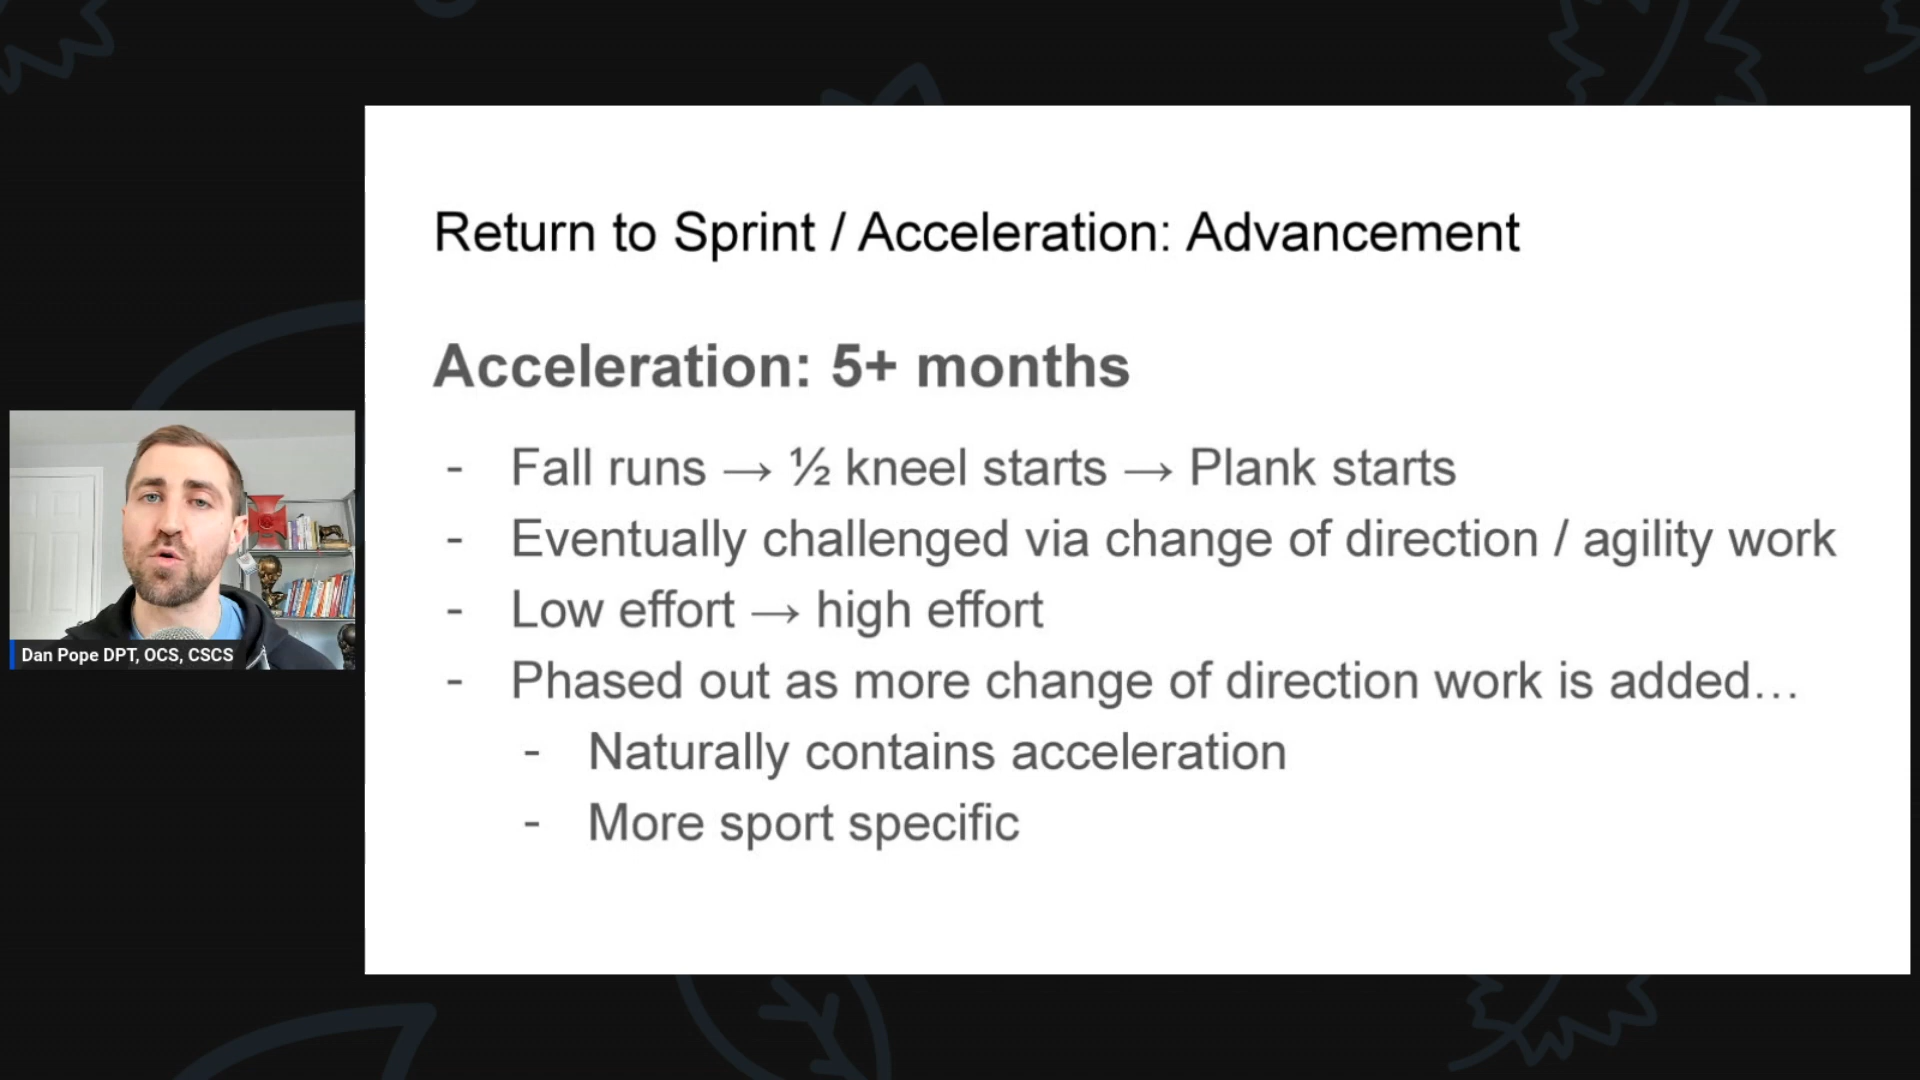 Return to Sprint / Acceleration: Advancement
Acceleration: 5+ months
- Fall runs → ½ kneel starts → Plank starts
- Eventually challenged via change of direction / agility work
- Low effort → high effort
- Phased out as more change of direction work is added…
- Naturally contains acceleration
- More sport specific
Dan Pope DPT, OCS, CSCS